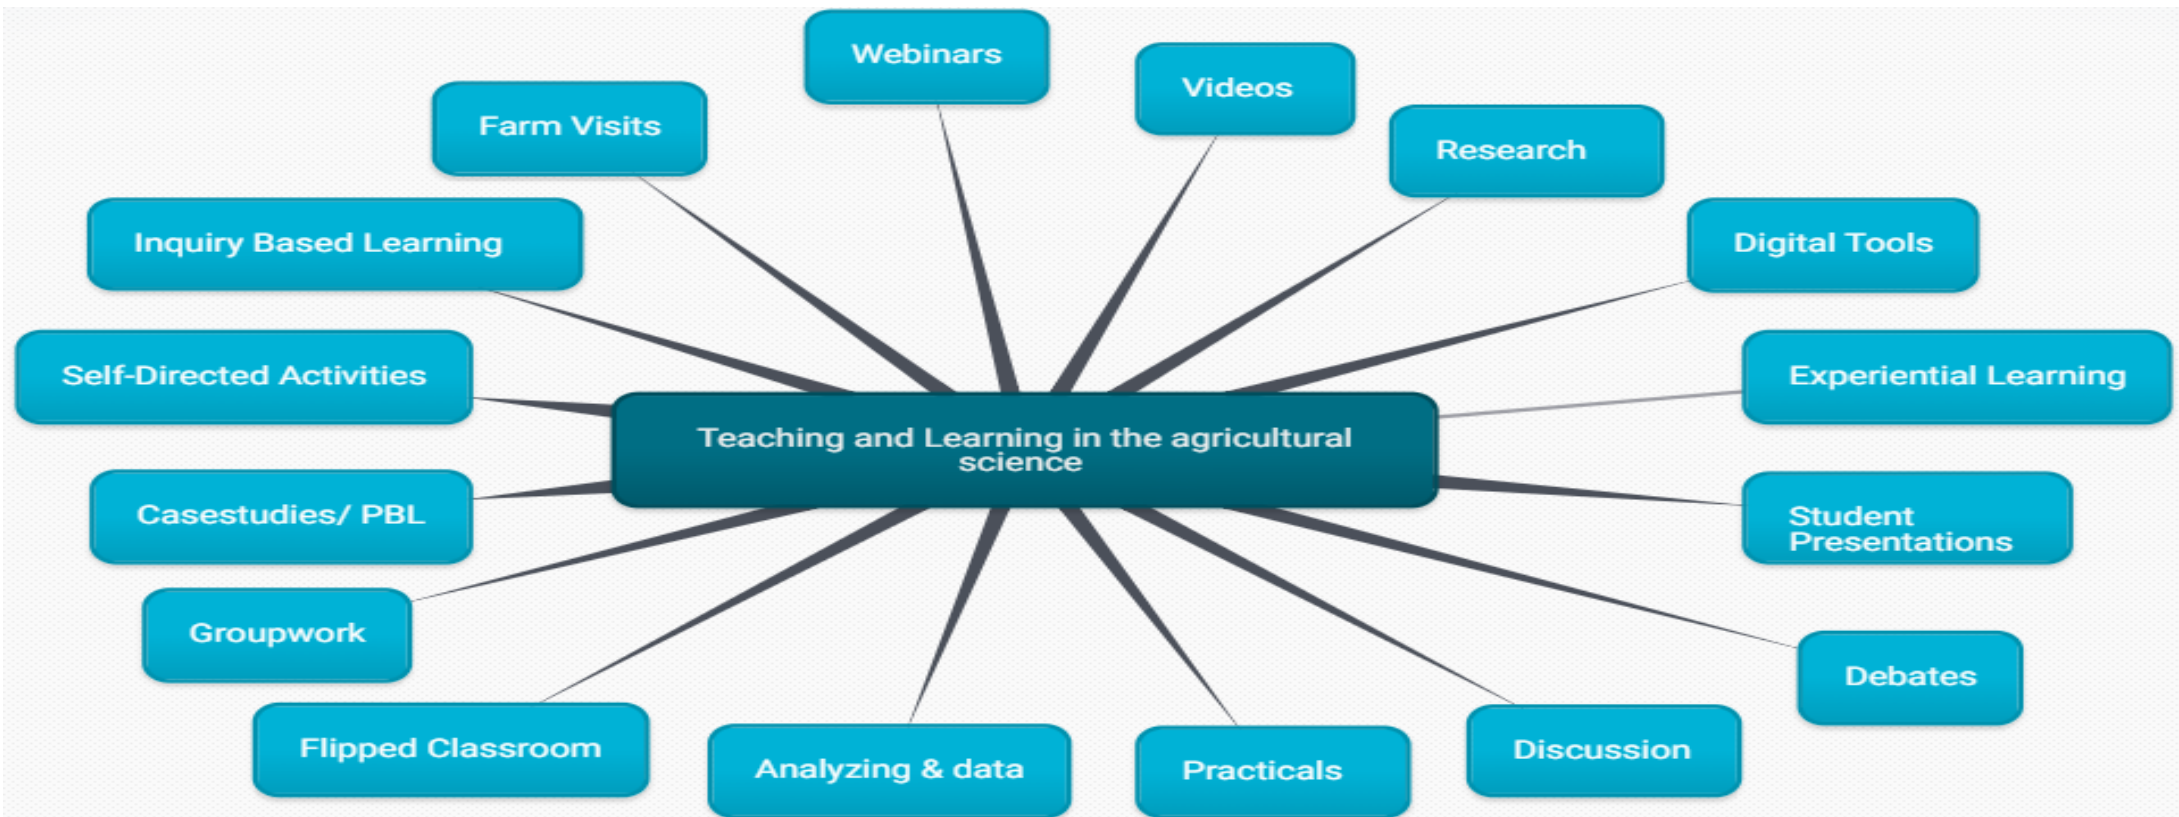 Webinars
Videos
Farm Visits
Research
Inquiry Based Learning
Digital Tools
Self-Directed Activities
Experiential Learning
Teaching and Learning in the agricultural
science
Casestudies/ PBL
Student
Presentations
Groupwork
Debates
Flipped Classroom
Discussion
Analyzing & data
Practicals